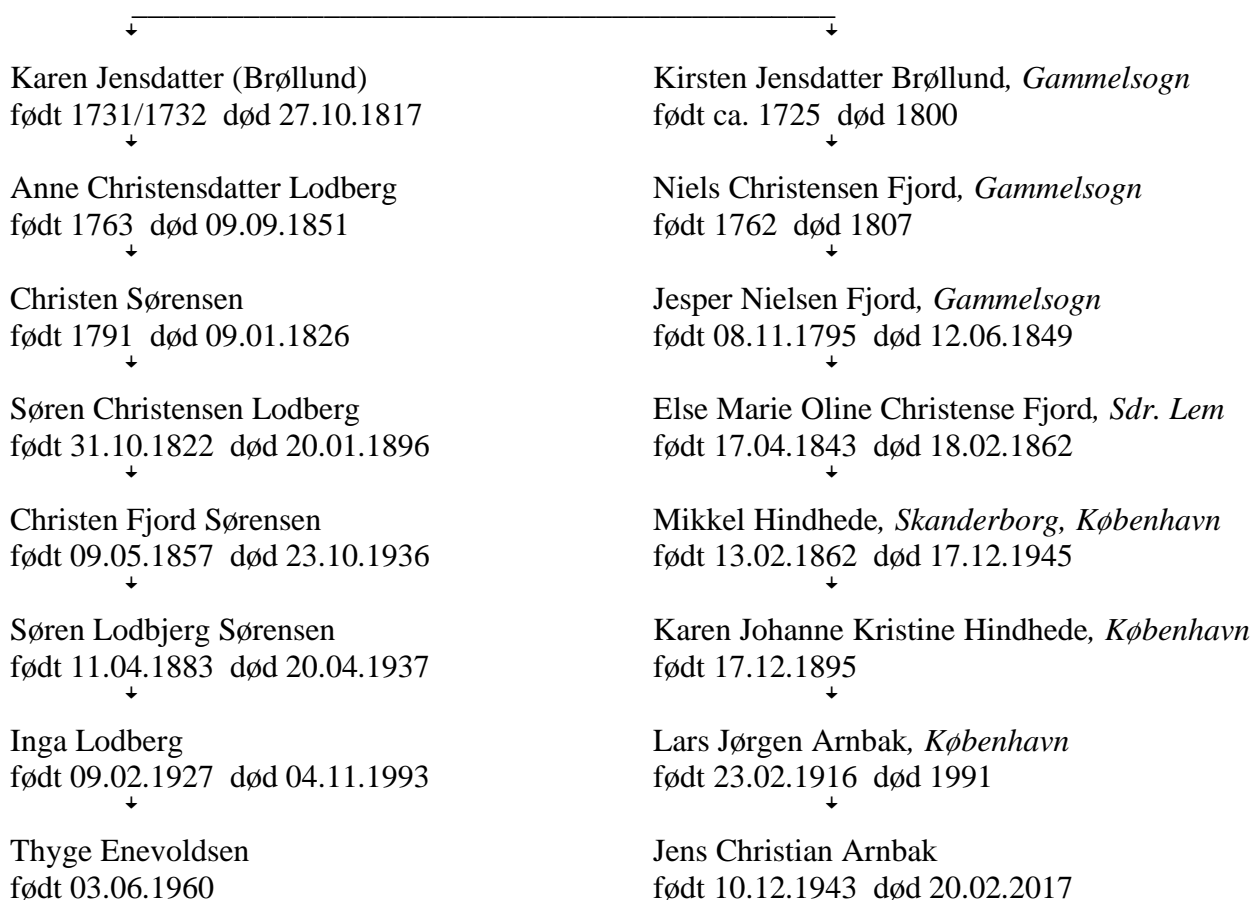 Karen Jensdatter (Brøllund)
født 1731/1732 død 27.10.1817
Anne Christensdatter Lodberg
født 1763 død 09.09.1851
Christen Sørensen
født 1791 død 09.01.1826
Søren Christensen Lodberg
født 31.10.1822 død 20.01.1896
Christen Fjord Sørensen
født 09.05.1857 død 23.10.1936
Søren Lodbjerg Sørensen
født 11.04.1883 død 20.04.1937
Inga Lodberg
født 09.02.1927 død 04.11.1993
Thyge Enevoldsen
født 03.06.1960
Kirsten Jensdatter Brøllund, Gammelsogn
født ca. 1725 død 1800
Niels Christensen Fjord, Gammelsogn
født 1762 død 1807
Jesper Nielsen Fjord, Gammelsogn
født 08.11.1795 død 12.06.1849
Else Marie Oline Christense Fjord, Sdr. Lem
født 17.04.1843 død 18.02.1862
Mikkel Hindhede, Skanderborg, København
født 13.02.1862 død 17.12.1945
Karen Johanne Kristine Hindhede, København
født 17.12.1895
Lars Jørgen Arnbak, København
født 23.02.1916 død 1991
Jens Christian Arnbak
født 10.12.1943 død 20.02.2017